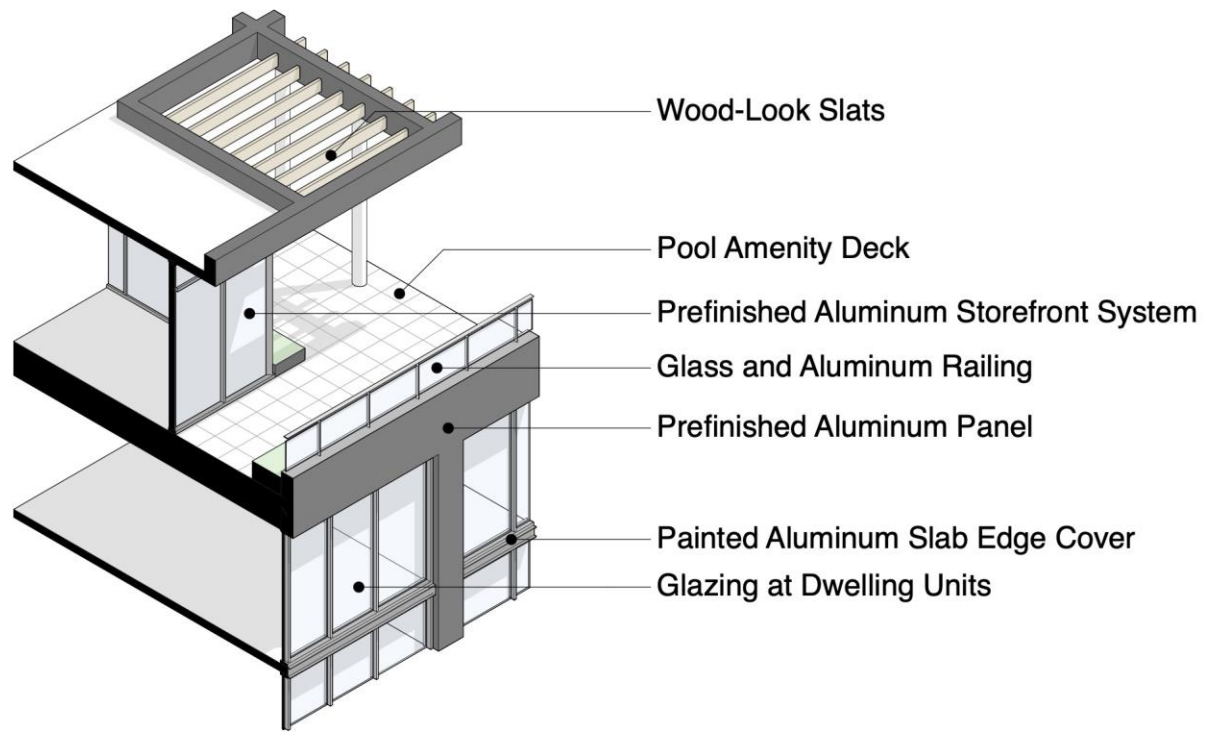 Wood-Look Slats
Pool Amenity Deck
Prefinished Aluminum Storefront System
Glass and Aluminum Railing
Prefinished Aluminum Panel
Painted Aluminum Slab Edge Cover
Glazing at Dwelling Units